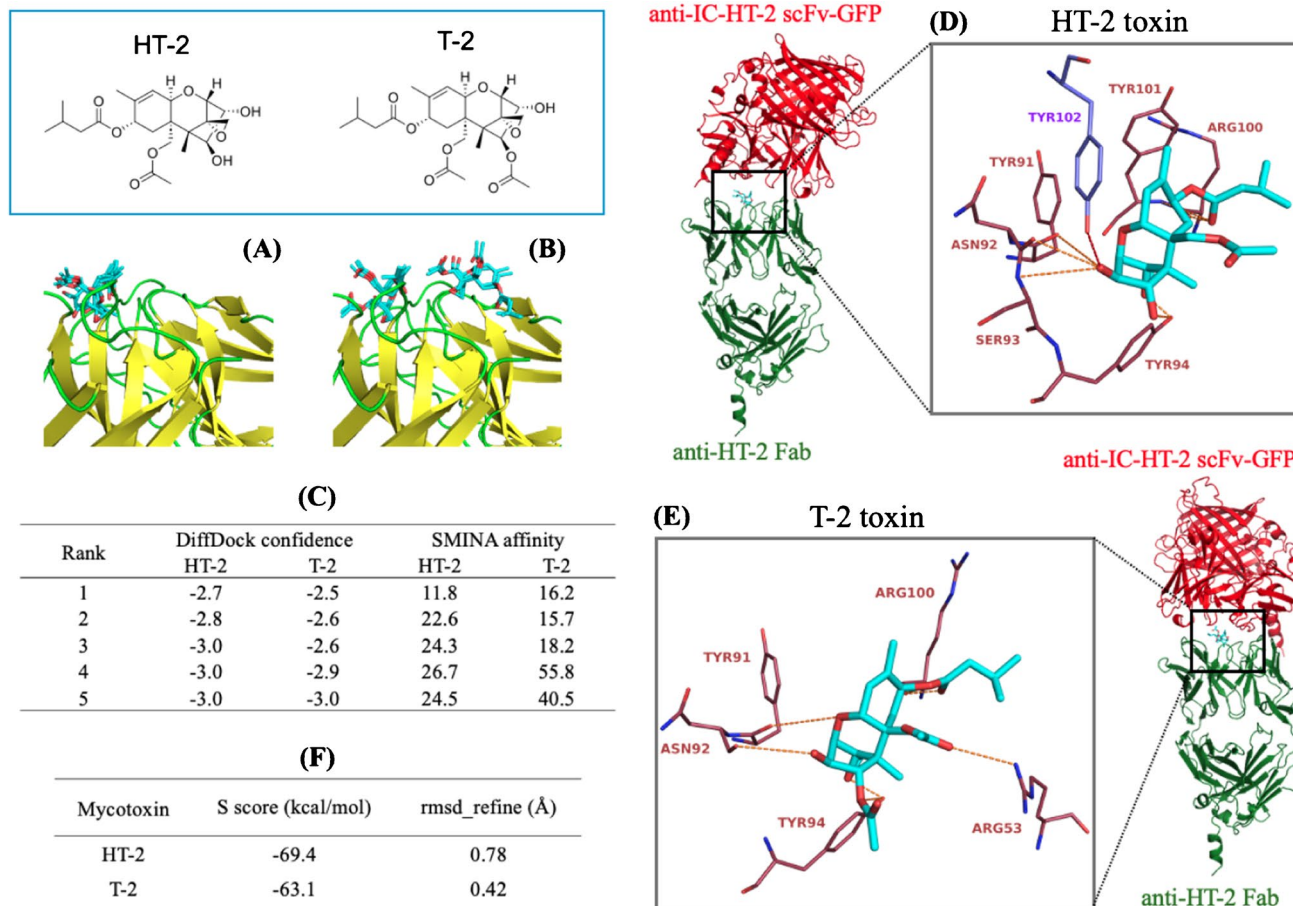 HT-2
T-2
H
O
H
OH
O
O
O
O
O
OH
H
O
H
OH
O
O
O
O
O
O
O
(A)
(B)
(C)
Rank DiffDock confidence SMINA affinity
HT-2 T-2 HT-2 T-2
1 -2.7 -2.5 11.8 16.2
2 -2.8 -2.6 22.6 15.7
3 -3.0 -2.6 24.3 18.2
4 -3.0 -2.9 26.7 55.8
5 -3.0 -3.0 24.5 40.5
(F)
Mycotoxin S score (kcal/mol) rmsd_refine (Å)
HT-2 -69.4 0.78
T-2 -63.1 0.42
anti-IC-HT-2 scFv-GFP
anti-HT-2 Fab
(D) HT-2 toxin
TYR101
TYR102
ARG100
TYR91
ASN92
SER93
TYR94
anti-IC-HT-2 scFv-GFP
(E) T-2 toxin
ARG100
TYR91
ASN92
TYR94
ARG53
anti-HT-2 Fab